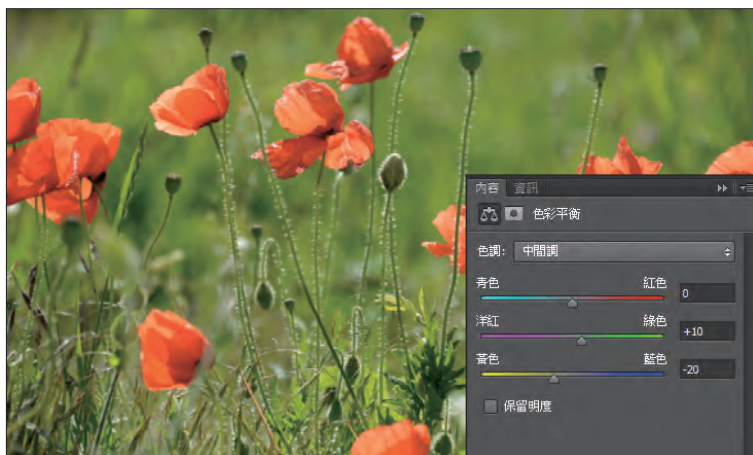 內容 資訊
色彩平衡
色調: 中間調
青色 紅色 0
洋紅 綠色 +10
黃色 藍色 -20
保留明度